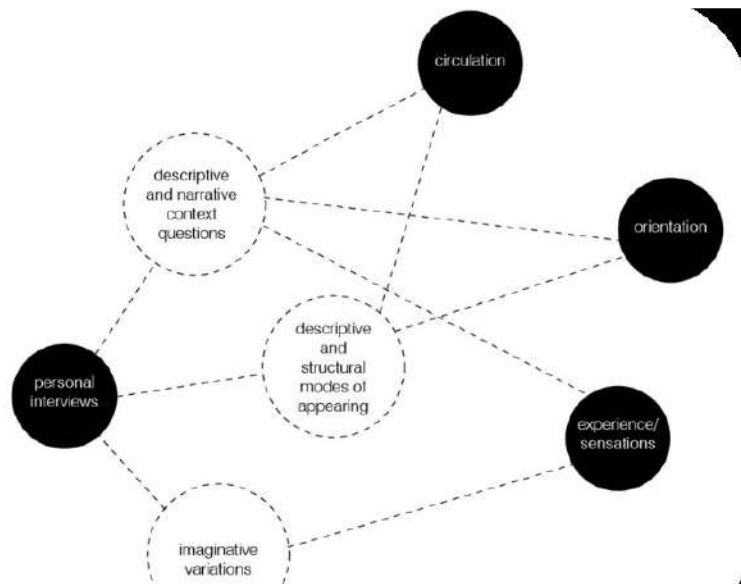 circulation
descriptive
and narrative
context
questions
orientation
descriptive
and
structural
modes of
appearing
personal
interviews
experience/
sensations
imaginative
variations